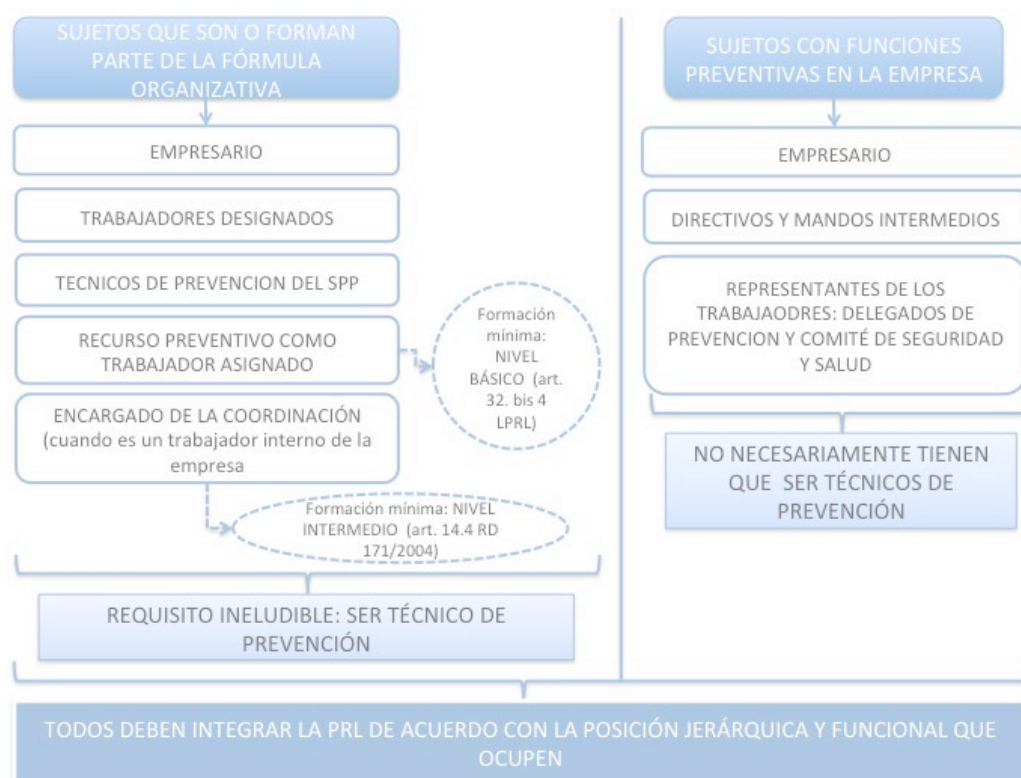 SUJETOS QUE SON O FORMAN
PARTE DE LA FÓRMULA
ORGANIZATIVA
EMPRESARIO
TRABAJADORES DESIGNADOS
TECNICOS DE PREVENCION DEL SPP
RECURSO PREVENTIVO COMO
TRABAJADOR ASIGNADO
Formación
mínima:
NIVEL
BÁSICO (art.
32. bis 4
LPRL)
ENCARGADO DE LA COORDINACIÓN
(cuando es un trabajador interno de la
empresa
Formación mínima: NIVEL
INTERMEDIO (art. 14.4 RD
171/2004)
REQUISITO INELUDIBLE: SER TÉCNICO DE
PREVENCIÓN
SUJETOS CON FUNCIONES
PREVENTIVAS EN LA EMPRESA
EMPRESARIO
DIRECTIVOS Y MANDOS INTERMEDIOS
REPRESENTANTES DE LOS
TRABAJAODRES: DELEGADOS DE
PREVENCION Y COMITÉ DE SEGURIDAD
Y SALUD
NO NECESARIAMENTE TIENEN
QUE SER TÉCNICOS DE
PREVENCIÓN
TODOS DEBEN INTEGRAR LA PRL DE ACUERDO CON LA POSICIÓN JERÁRQUICA Y FUNCIONAL QUE
OCUPEN